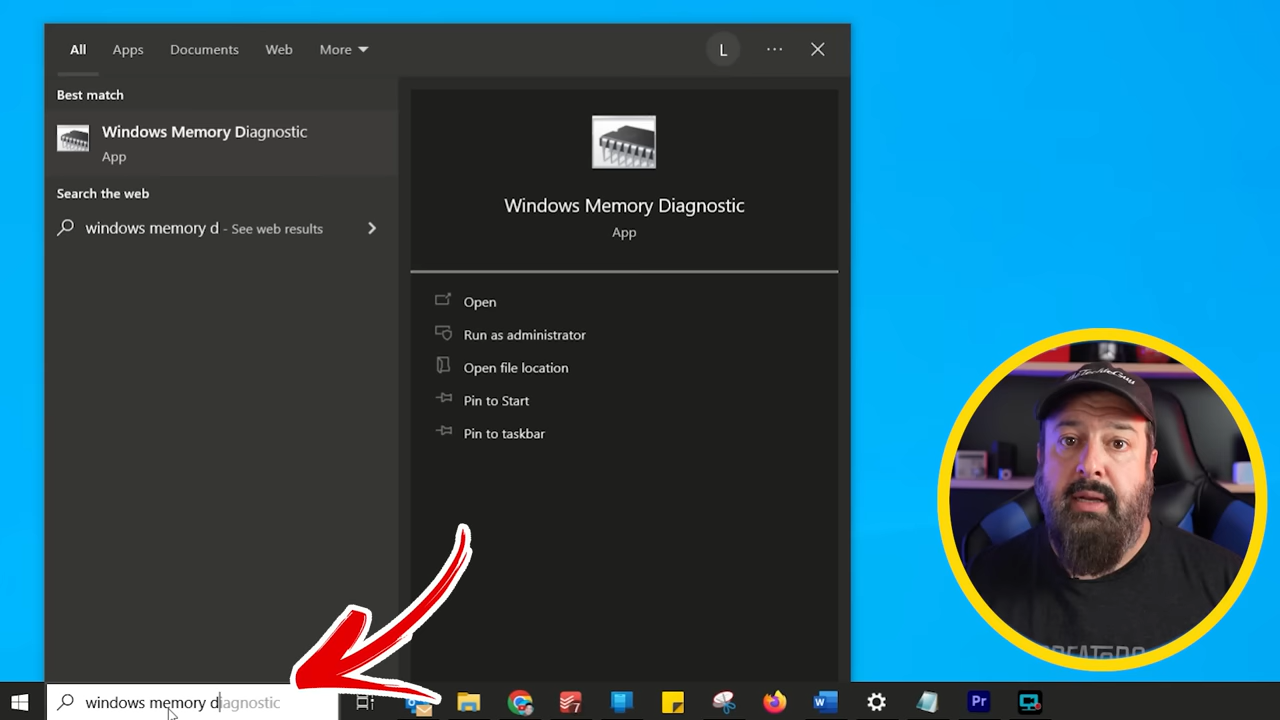 All Apps Documents Web More L
Best match
Windows Memory Diagnostic
App
Search the web
windows memory d - See web results
Windows Memory Diagnostic
App
Open
Run as administrator
Open file location
Pin to Start
Pin to taskbar
windows memory diagnostic
7
W
Pr